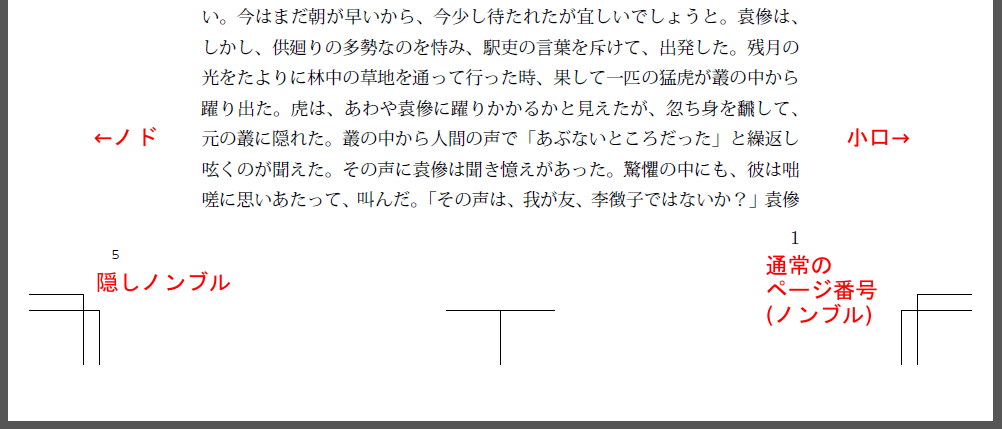 い。今はまだ朝が早いから、今少し待たれたが宜しいでしょうと。袁傪は、
しかし、供廻りの多勢なのを恃み、駅吏の言葉を斥けて、出発した。残月の
光をたよりに林中の草地を通って行った時、果して一匹の猛虎が叢の中から
躍り出た。虎は、あわや袁傪に躍りかかるかと見えたが、忽ち身を飜して、
元の叢に隠れた。叢の中から人間の声で「あぶないところだった」と繰返し
呟くのが聞えた。その声に袁傪は聞き憶えがあった。驚懼の中にも、彼は咄
嗟に思いあたって、叫んだ。「その声は、我が友、李徴子ではないか？」袁傪
←ノド
小口→
1
5
隠しノンブル
通常の
ページ番号
(ノンブル)